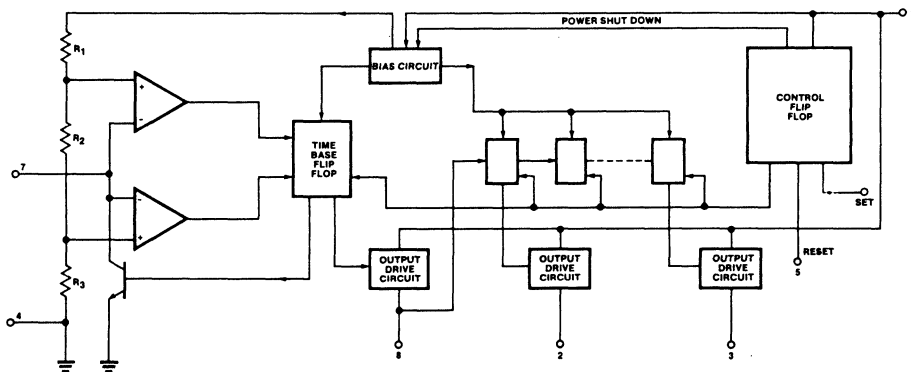 POWER SHUT DOWN
R1
BIAS CIRCUIT
+
-
CONTROL
FLIP
FLOP
R2
TIME
BASE
FLIP
FLOP
7
-
+
SET
R3
OUTPUT
DRIVE
CIRCUIT
OUTPUT
DRIVE
CIRCUIT
OUTPUT
DRIVE
CIRCUIT
RESET
5
4
8
2
3